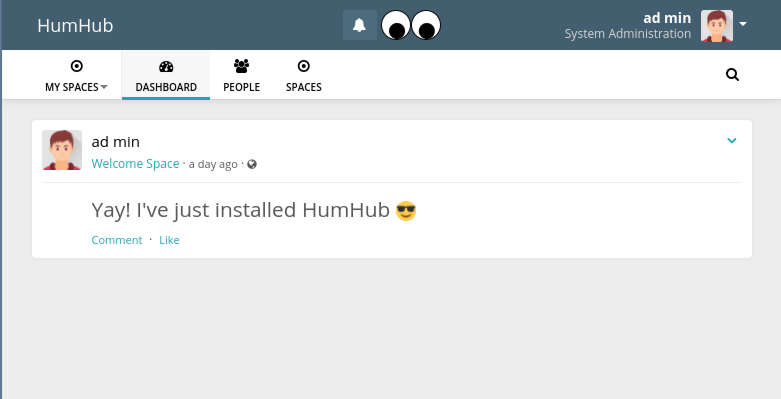 HumHub
ad min
System Administration
MY SPACES
DASHBOARD
PEOPLE
SPACES
ad min
Welcome Space · a day ago ·
Yay! I've just installed HumHub 😎
Comment · Like